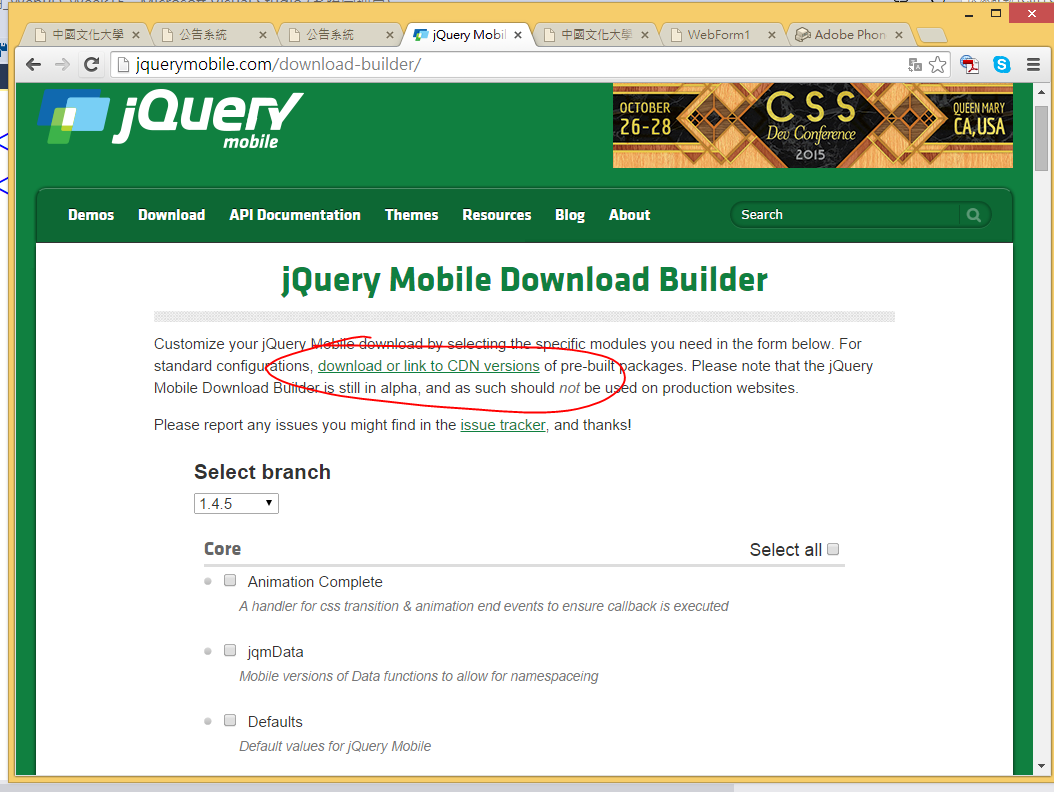 中國文化大學
公告系統
公告系統
jQuery Mobil
中國文化大學
WebForm1
Adobe Phon
jquerymobile.com/download-builder/
jQuery
mobile
OCTOBER
26-28
CSS
Dev Conference
2015
QUEEN MARY
CA, USA
Demos Download API Documentation Themes Resources Blog About Search
jQuery Mobile Download Builder
Customize your jQuery Mobile download by selecting the specific modules you need in the form below. For
standard configurations, download or link to CDN versions of pre-built packages. Please note that the jQuery
Mobile Download Builder is still in alpha, and as such should not be used on production websites.
Please report any issues you might find in the issue tracker, and thanks!
Select branch
1.4.5
Core Select all
Animation Complete
A handler for css transition & animation end events to ensure callback is executed
jqmData
Mobile versions of Data functions to allow for namespaceing
Defaults
Default values for jQuery Mobile